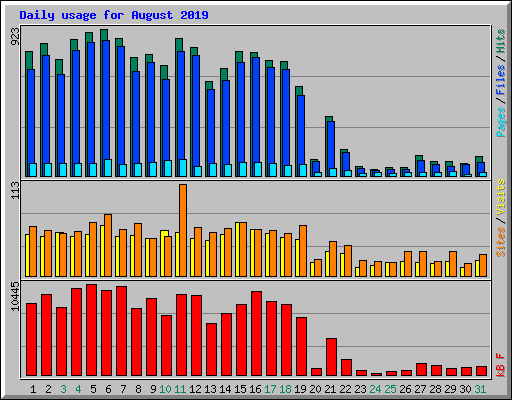 Daily usage for August 2019
923
Pages/Files/Hits
113
Sites/Visits
10445
kB F
1 2 3 4 5 6 7 8 9 10 11 12 13 14 15 16 17 18 19 20 21 22 23 24 25 26 27 28 29 30 31